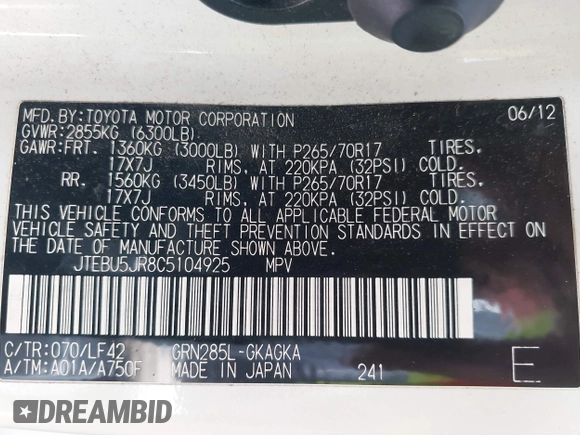 MFD.BY:TOYOTA MOTOR CORPORATION 06/12
GVWR:2855KG (6300LB)
GAWR:FRT. 1360KG (3000LB) WITH P265/70R17 TIRES.
17X7J RIMS, AT 220KPA (32PSI) COLD.
RR. 1560KG (3450LB) WITH P265/70R17 TIRES,
17X7J RIMS, AT 220KPA (32PSI) COLD.
THIS VEHICLE CONFORMS TO ALL APPLICABLE FEDERAL MOTOR
VEHICLE SAFETY AND THEFT PREVENTION STANDARDS IN EFFECT ON
THE DATE OF MANUFACTURE SHOWN ABOVE.
JTEBU5JR8C5104925 MPV
C/TR:070/LF42 GRN285L-GKAGKA
A/TM:A01A/A750F MADE IN JAPAN 241 E
DREAMBID